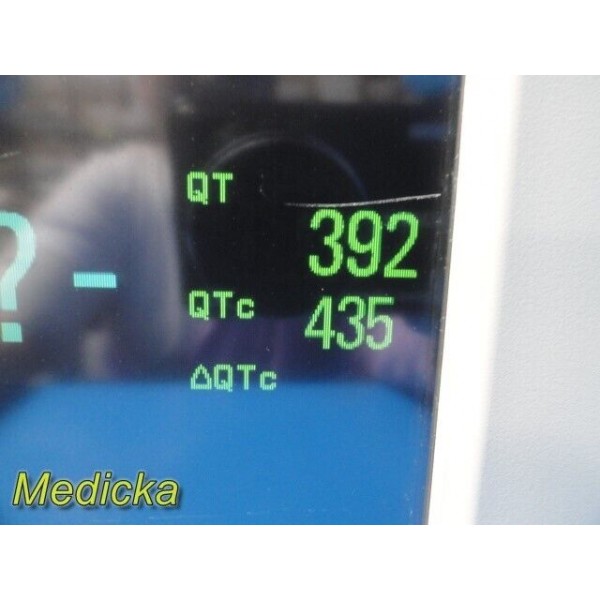 QT
392
? -
QTc 435
ΔQTc
Medicka